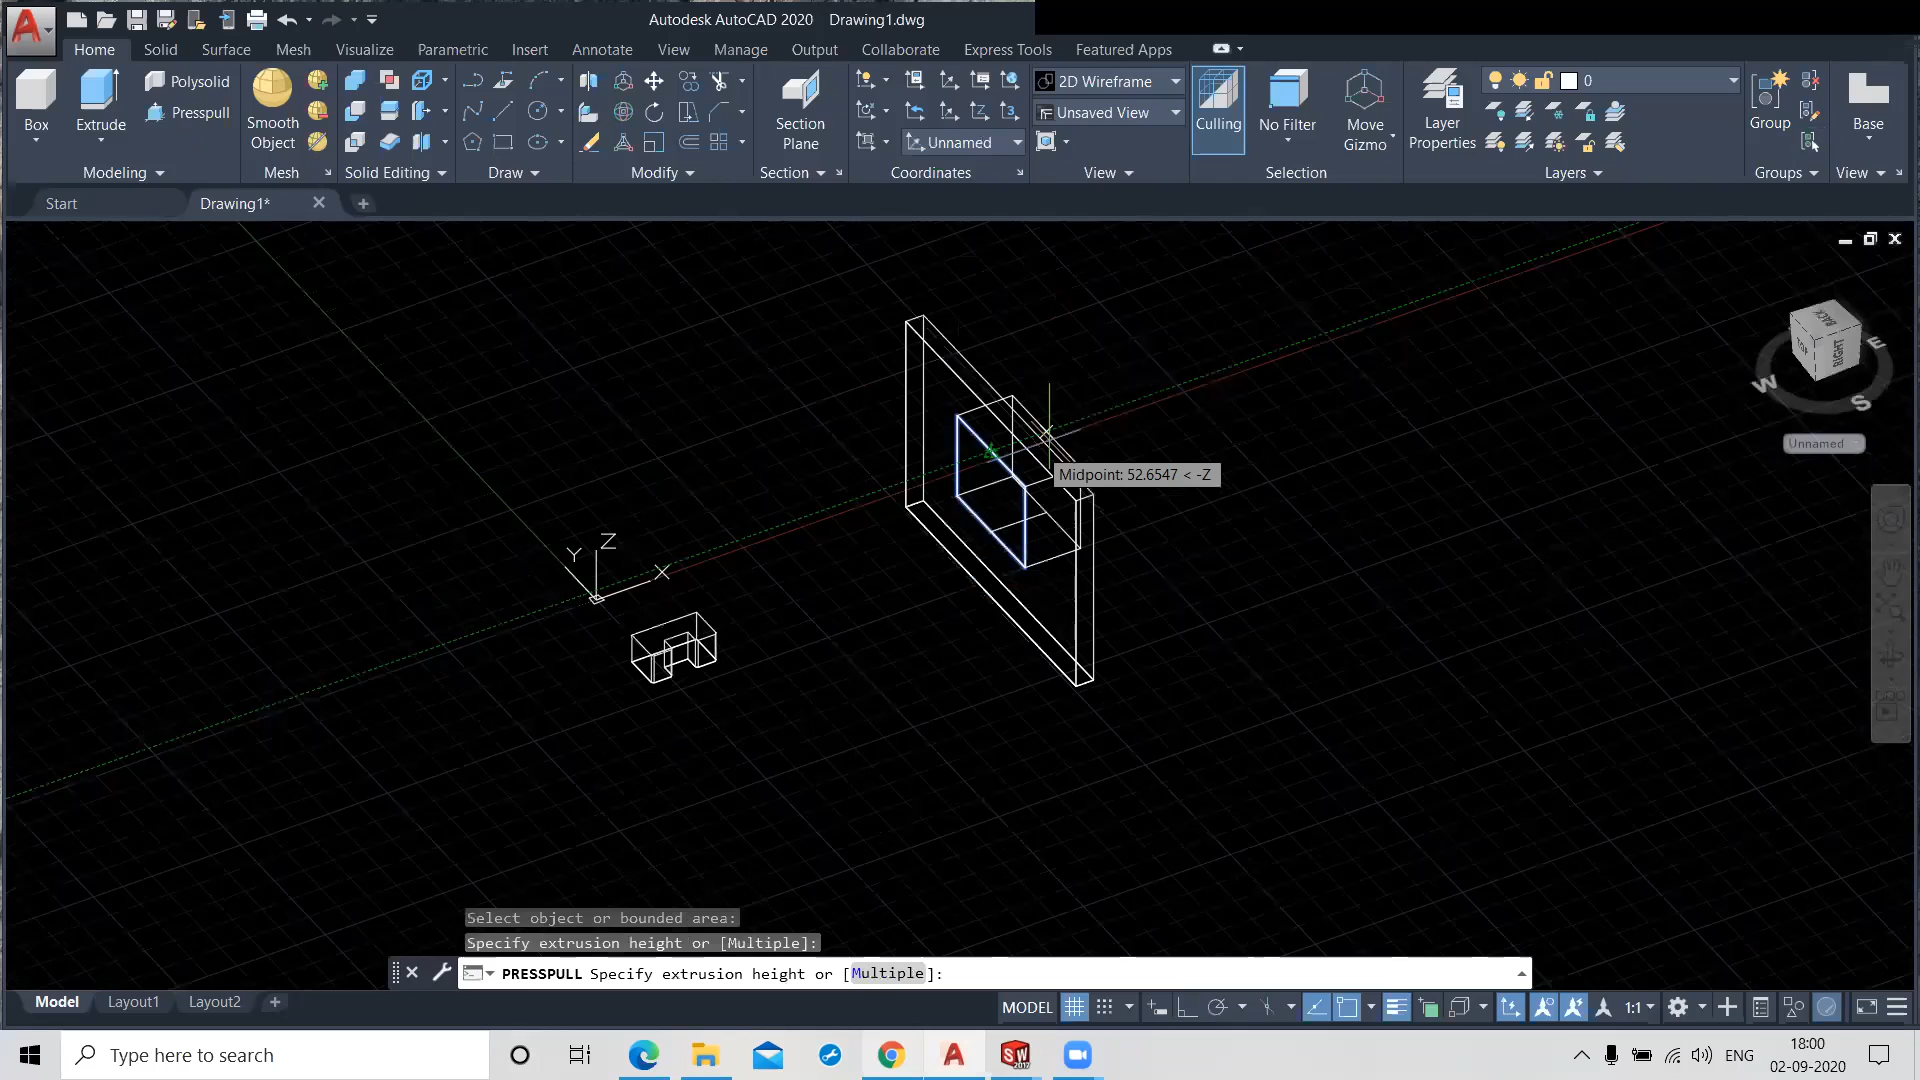 Autodesk AutoCAD 2020 Drawing1.dwg
Home Solid Surface Mesh Visualize Parametric Insert Annotate View Manage Output Collaborate Express Tools Featured Apps
Polysolid
Presspull
Box
Extrude
Smooth
Object
Section
Plane
Unnamed
2D Wireframe
Unsaved View
Culling
No Filter
Move
Gizmo
Layer
Properties
0
Group
Base
Modeling Mesh Solid Editing Draw Modify Section Coordinates View Selection Layers Groups View
Start Drawing1*
BACK
TOP
RIGHT
W
E
S
Unnamed
Midpoint: 52.6547 < -Z
Y Z X
Select object or bounded area:
Specify extrusion height or [Multiple]:
PRESSPULL Specify extrusion height or [Multiple]:
Model Layout1 Layout2
MODEL
1:1
Type here to search
SW
2017
ENG
18:00
02-09-2020